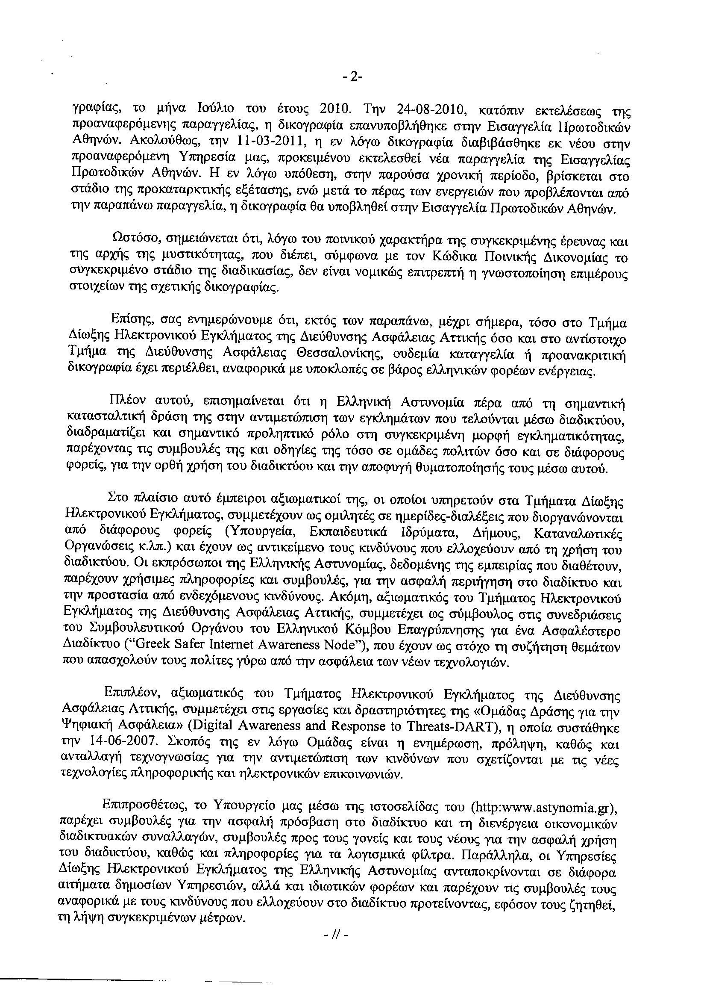 - 2-
γραφίας, το μήνα Ιούλιο του έτους 2010. Την 24-08-2010, κατόπιν εκτελέσεως της
προαναφερόμενης παραγγελίας, η δικογραφία επανυποβλήθηκε στην Εισαγγελία Πρωτοδικών
Αθηνών. Ακολούθως, την 11-03-2011, η εν λόγω δικογραφία διαβιβάσθηκε εκ νέου στην
προαναφερόμενη Υπηρεσία μας, προκειμένου εκτελεσθεί νέα παραγγελία της Εισαγγελίας
Πρωτοδικών Αθηνών. Η εν λόγω υπόθεση, στην παρούσα χρονική περίοδο, βρίσκεται στο
στάδιο της προκαταρκτικής εξέτασης, ενώ μετά το πέρας των ενεργειών που προβλέπονται από
την παραπάνω παραγγελία, η δικογραφία θα υποβληθεί στην Εισαγγελία Πρωτοδικών Αθηνών.
Ωστόσο, σημειώνεται ότι, λόγω του ποινικού χαρακτήρα της συγκεκριμένης έρευνας και
της αρχής της μυστικότητας, που διέπει, σύμφωνα με τον Κώδικα Ποινικής Δικονομίας το
συγκεκριμένο στάδιο της διαδικασίας, δεν είναι νομικώς επιτρεπτή η γνωστοποίηση επιμέρους
στοιχείων της σχετικής δικογραφίας.
Επίσης, σας ενημερώνουμε ότι, εκτός των παραπάνω, μέχρι σήμερα, τόσο στο Τμήμα
Δίωξης Ηλεκτρονικού Εγκλήματος της Διεύθυνσης Ασφάλειας Αττικής όσο και στο αντίστοιχο
Τμήμα της Διεύθυνσης Ασφάλειας Θεσσαλονίκης, ουδεμία καταγγελία ή προανακριτική
δικογραφία έχει περιέλθει, αναφορικά με υποκλοπές σε βάρος ελληνικών φορέων ενέργειας.
Πλέον αυτού, επισημαίνεται ότι η Ελληνική Αστυνομία πέρα από τη σημαντική
κατασταλτική δράση της στην αντιμετώπιση των εγκλημάτων που τελούνται μέσω διαδικτύου,
διαδραματίζει και σημαντικό προληπτικό ρόλο στη συγκεκριμένη μορφή εγκληματικότητας,
παρέχοντας τις συμβουλές της και οδηγίες της τόσο σε ομάδες πολιτών όσο και σε διάφορους
φορείς, για την ορθή χρήση του διαδικτύου και την αποφυγή θυματοποίησής τους μέσω αυτού.
Στο πλαίσιο αυτό έμπειροι αξιωματικοί της, οι οποίοι υπηρετούν στα Τμήματα Δίωξης
Ηλεκτρονικού Εγκλήματος, συμμετέχουν ως ομιλητές σε ημερίδες-διαλέξεις που διοργανώνονται
από διάφορους φορείς (Υπουργεία, Εκπαιδευτικά Ιδρύματα, Δήμους, Καταναλωτικές
Οργανώσεις κ.λπ.) και έχουν ως αντικείμενο τους κινδύνους που ελλοχεύουν από τη χρήση του
διαδικτύου. Οι εκπρόσωποι της Ελληνικής Αστυνομίας, δεδομένης της εμπειρίας που διαθέτουν,
παρέχουν χρήσιμες πληροφορίες και συμβουλές, για την ασφαλή περιήγηση στο διαδίκτυο και
την προστασία από ενδεχόμενους κινδύνους. Ακόμη, αξιωματικός του Τμήματος Ηλεκτρονικού
Εγκλήματος της Διεύθυνσης Ασφάλειας Αττικής, συμμετέχει ως σύμβουλος στις συνεδριάσεις
του Συμβουλευτικού Οργάνου του Ελληνικού Κόμβου Επαγρύπνησης για ένα Ασφαλέστερο
Διαδίκτυο (“Greek Safer Internet Awareness Node”), που έχουν ως στόχο τη συζήτηση θεμάτων
που απασχολούν τους πολίτες γύρω από την ασφάλεια των νέων τεχνολογιών.
Επιπλέον, αξιωματικός του Τμήματος Ηλεκτρονικού Εγκλήματος της Διεύθυνσης
Ασφάλειας Αττικής, συμμετέχει στις εργασίες και δραστηριότητες της «Ομάδας Δράσης για την
Ψηφιακή Ασφάλεια» (Digital Awareness and Response to Threats-DART), η οποία συστάθηκε
την 14-06-2007. Σκοπός της εν λόγω Ομάδας είναι η ενημέρωση, πρόληψη, καθώς και
ανταλλαγή τεχνογνωσίας για την αντιμετώπιση των κινδύνων που σχετίζονται με τις νέες
τεχνολογίες πληροφορικής και ηλεκτρονικών επικοινωνιών.
Επιπροσθέτως, το Υπουργείο μας μέσω της ιστοσελίδας του (http:www.astynomia.gr),
παρέχει συμβουλές για την ασφαλή πρόσβαση στο διαδίκτυο και τη διενέργεια οικονομικών
διαδικτυακών συναλλαγών, συμβουλές προς τους γονείς και τους νέους για την ασφαλή χρήση
του διαδικτύου, καθώς και πληροφορίες για τα λογισμικά φίλτρα. Παράλληλα, οι Υπηρεσίες
Δίωξης Ηλεκτρονικού Εγκλήματος της Ελληνικής Αστυνομίας ανταποκρίνονται σε διάφορα
αιτήματα δημοσίων Υπηρεσιών, αλλά και ιδιωτικών φορέων και παρέχουν τις συμβουλές τους
αναφορικά με τους κινδύνους που ελλοχεύουν στο διαδίκτυο προτείνοντας, εφόσον τους ζητηθεί,
τη λήψη συγκεκριμένων μέτρων.
- // -